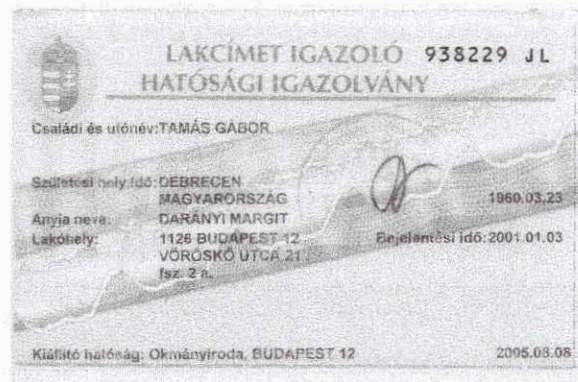 LAKCÍMET IGAZOLÓ 938229 JL
HATÓSÁGI IGAZOLVÁNY
Családi és utónév: TAMÁS GÁBOR
Születési hely, idő: DEBRECEN
MAGYARORSZÁG 1960.03.23
Anyja neve: DARÁNYI MARGIT
Lakóhely: 1126 BUDAPEST 12 Bejelentési idő: 2001.01.03
VÖRÖSKŐ UTCA 21.
fsz. 2 a.
Kiállító hatóság: Okmányiroda, BUDAPEST 12 2005.08.08